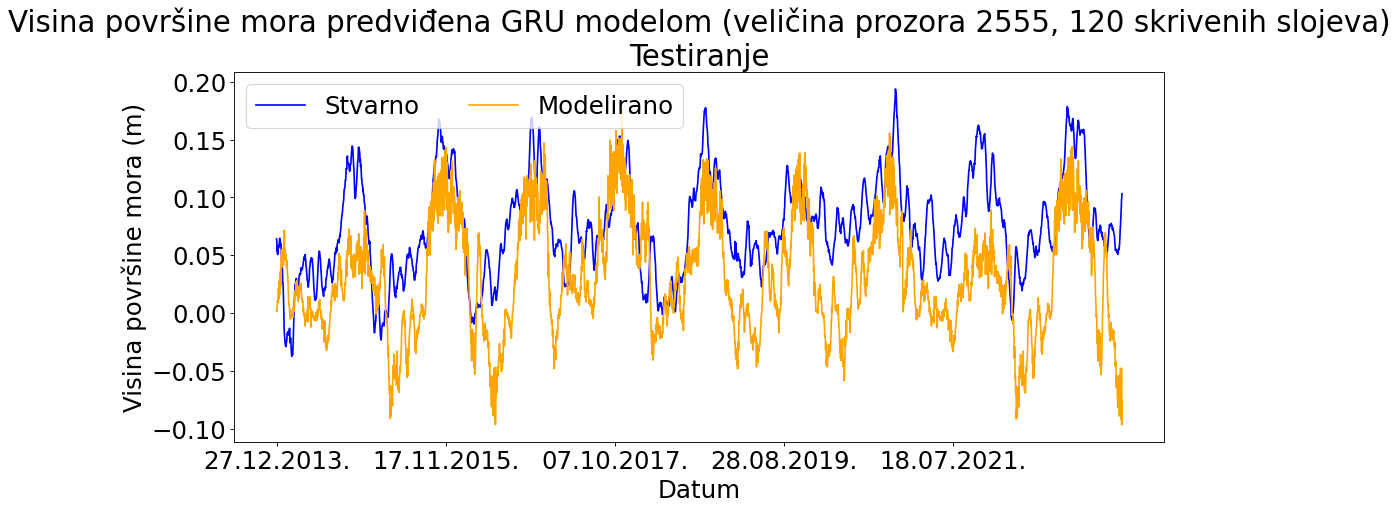 Visina površine mora predviđena GRU modelom (veličina prozora 2555, 120 skrivenih slojeva)
Testiranje
Stvarno Modelirano
Visina površine mora (m)
0.20
0.15
0.10
0.05
0.00
−0.05
−0.10
27.12.2013. 17.11.2015. 07.10.2017. 28.08.2019. 18.07.2021.
Datum